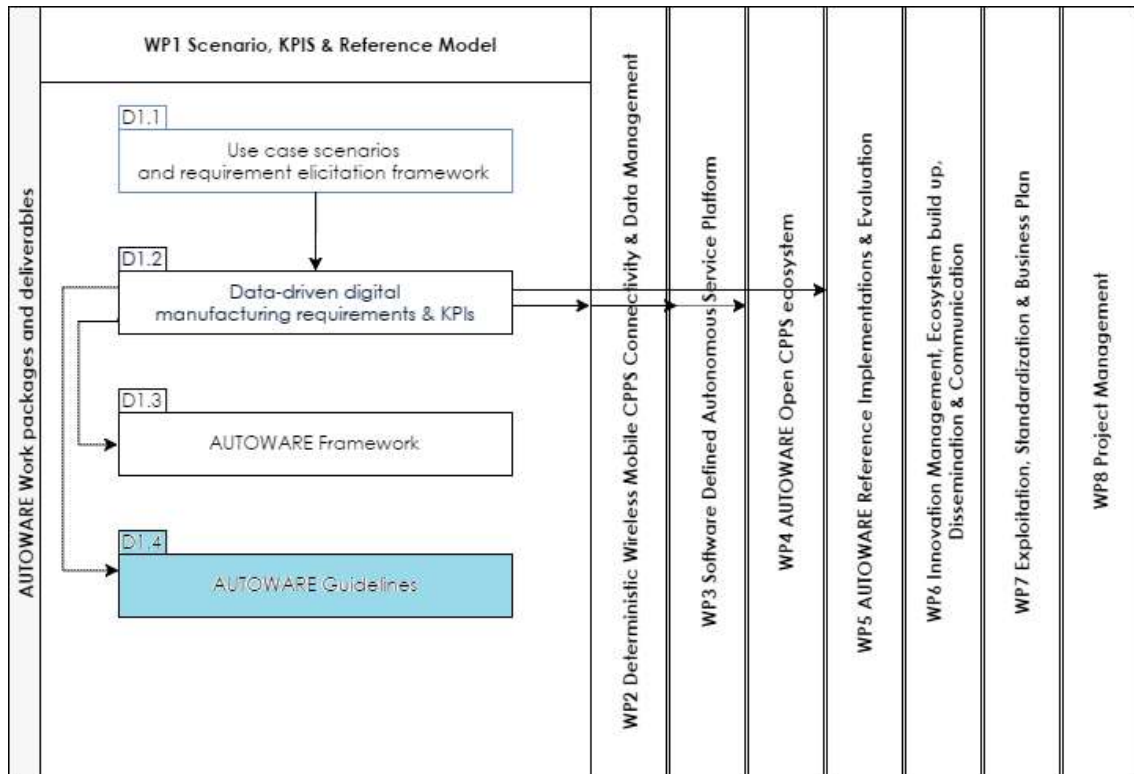 AUTOWARE Work packages and deliverables
WP1 Scenario, KPIS & Reference Model
D1.1
Use case scenarios
and requirement elicitation framework
D1.2
Data-driven digital
manufacturing requirements & KPIs
D1.3
AUTOWARE Framework
D1.4
AUTOWARE Guidelines
WP2 Deterministic Wireless Mobile CPPS Connectivity & Data Management
WP3 Software Defined Autonomous Service Platform
WP4 AUTOWARE Open CPPS ecosystem
WP5 AUTOWARE Reference Implementations & Evaluation
WP6 Innovation Management, Ecosystem build up,
Dissemination & Communication
WP7 Exploitation, Standardization & Business Plan
WP8 Project Management